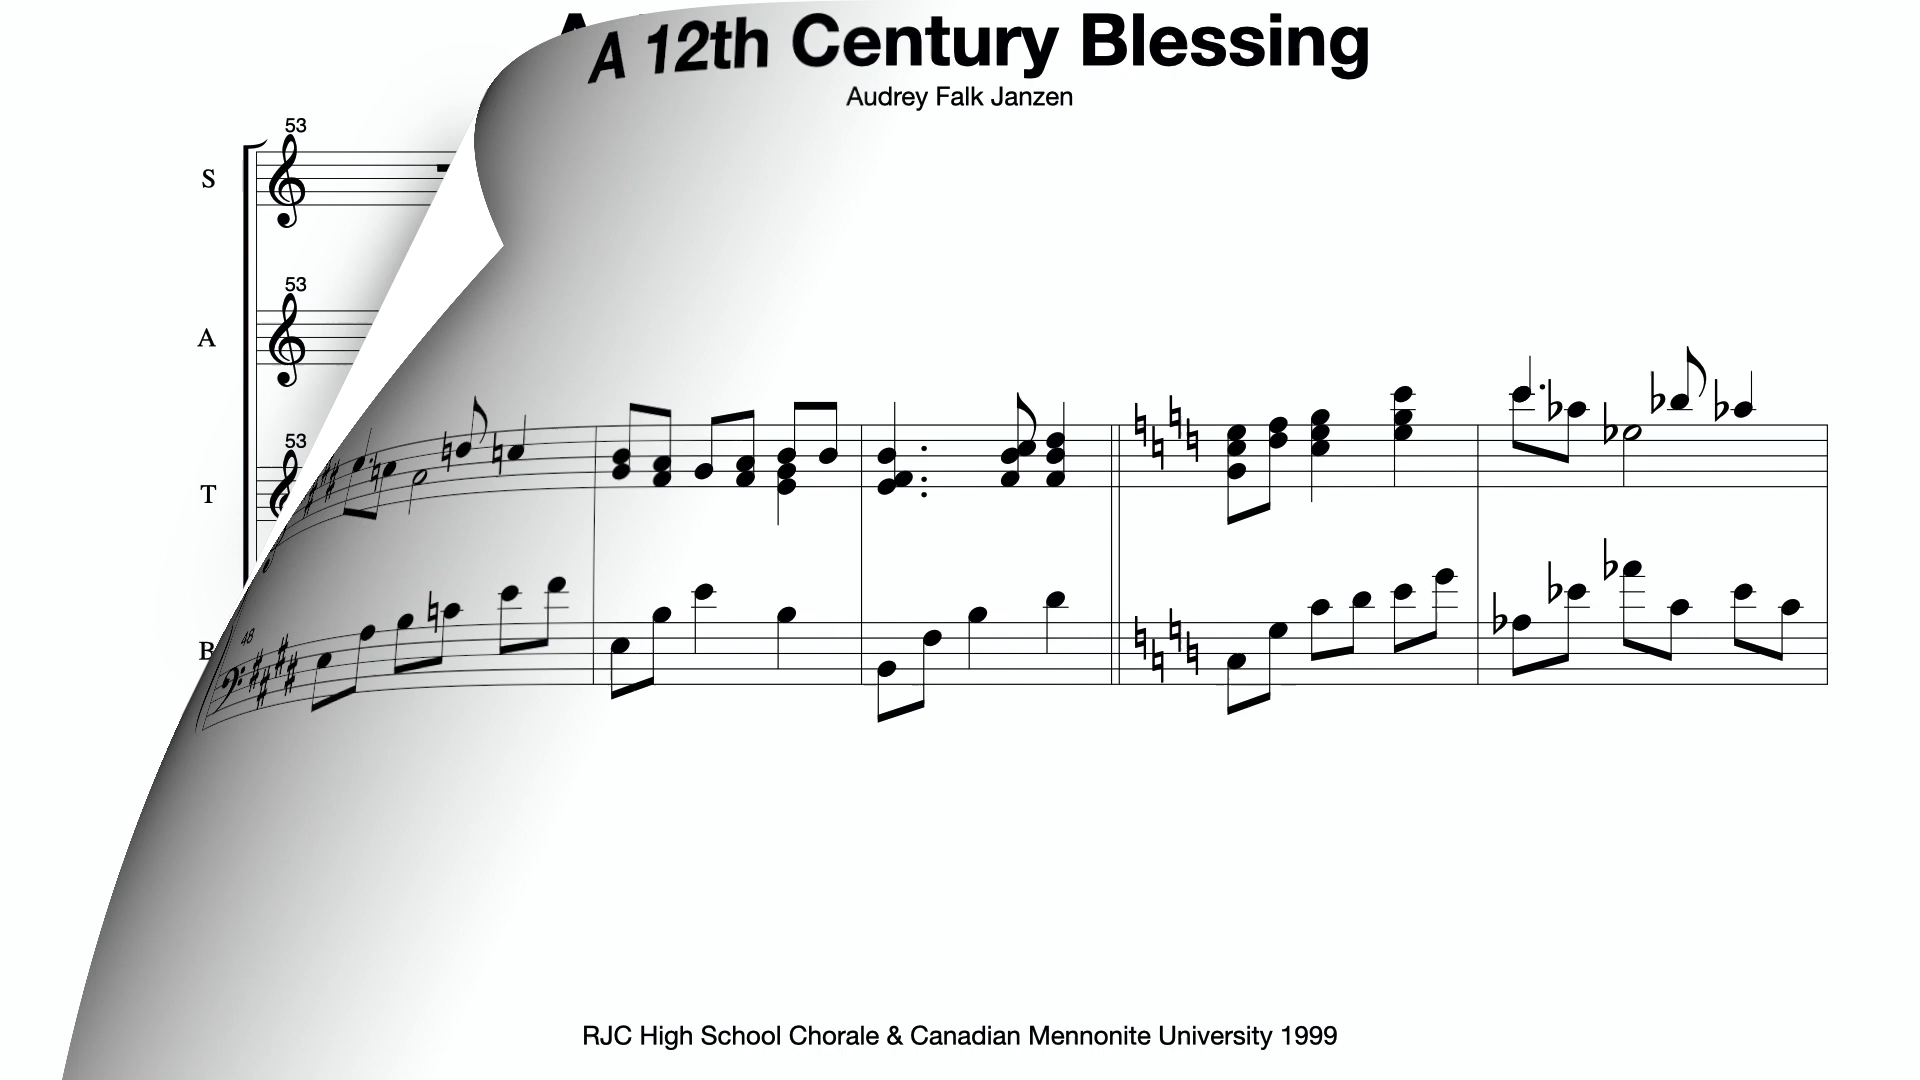 A 12th Century Blessing
Audrey Falk Janzen
53
S
53
A
53
T
48
B
RJC High School Chorale & Canadian Mennonite University 1999